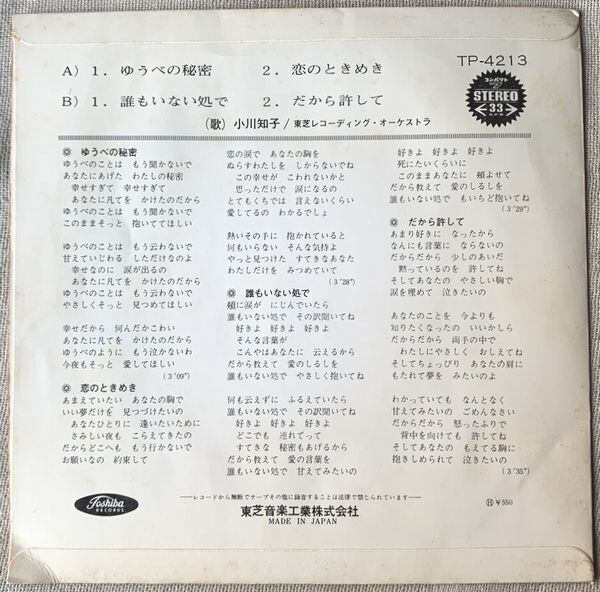 TP-4213
A) 1. ゆうべの秘密 2. 恋のときめき
B) 1. 誰もいない処で 2. だから許して
(歌) 小川知子/東芝レコーディング・オーケストラ
コンパクト
STEREO
33
◎ ゆうべの秘密
ゆうべのことは もう聞かないで
あなたにあげた わたしの秘密
幸せすぎて 幸せすぎて
あなたに凡てを かけたのだから
ゆうべのことは もう聞かないで
このままそっと 抱いててほしい
ゆうべのことは もう云わないで
甘えていじわる しただけなのよ
幸せなのに 涙が出るの
あなたに凡てを かけたのだから
ゆうべのことは もう云わないで
やさしくそっと 見つめてほしい
幸せだから 何んだかこわい
あなたに凡てを かけたのだから
ゆうべのように もう泣かないわ
今夜もそっと 愛してほしい
(3′09″)
◎ 恋のときめき
あまえていたい あなたの胸で
いい夢だけを 見つづけたいの
あなたひとりに 逢いたいために
さみしい夜も こらえてきたの
だからどこへも もう行かないで
お願いなの 約束して
恋の涙で あなたの胸を
ぬらすわたしを しからないでね
この幸せが こわれないかと
思っただけで 涙になるの
とてもくちでは 言えないくらい
愛してるの わかるでしょ
熱いその手に 抱かれていると
何もいらない そんな気持よ
やっと見つけた すてきなあなた
わたしだけを みつめていて
(3′28″)
◎ 誰もいない処で
頬に涙が にじんでいたら
誰もいない処で その訳聞いてね
好きよ 好きよ 好きよ
そんな言葉が
こんやはあなたに 云えるから
だから教えて 愛のしるしを
誰もいない処で やさしく抱いてね
何も云えずに ふるえていたら
誰もいない処で その訳聞いてね
好きよ 好きよ 好きよ
どこでも 連れてって
すてきな 秘密もあげるから
だから教えて 愛の言葉を
誰もいない処で 甘えてみたいの
好きよ 好きよ 好きよ
死にたいくらいに
このままあなたに 頬よせて
だから教えて 愛のしるしを
誰もいない処で もいちど抱いてね
(3′29″)
◎ だから許して
あまり好きに なったから
なんにも言葉に ならないの
だからだから 少しのあいだ
黙っているのを 許してね
そしてあなたの やさしい胸で
涙を埋めて 泣きたいの
あなたのことを 今よりも
知りたくなったの いいかしら
だからだから 両手の中で
わたしにやさしく おしえてね
そしてちょっぴり あなたの肩に
もたれて夢を みたいのよ
わかっていても なんとなく
甘えてみたいの ごめんなさい
だからだから 怒ったふりで
背中を向けても 許してね
そしてあなたの もえてる胸に
抱きしめられて 泣きたいの
(3′35″)
Toshiba
RECORDS
──レコードから無断でテープその他に録音することは法律で禁じられています──
東芝音楽工業株式会社
MADE IN JAPAN
Ⓗ ¥550